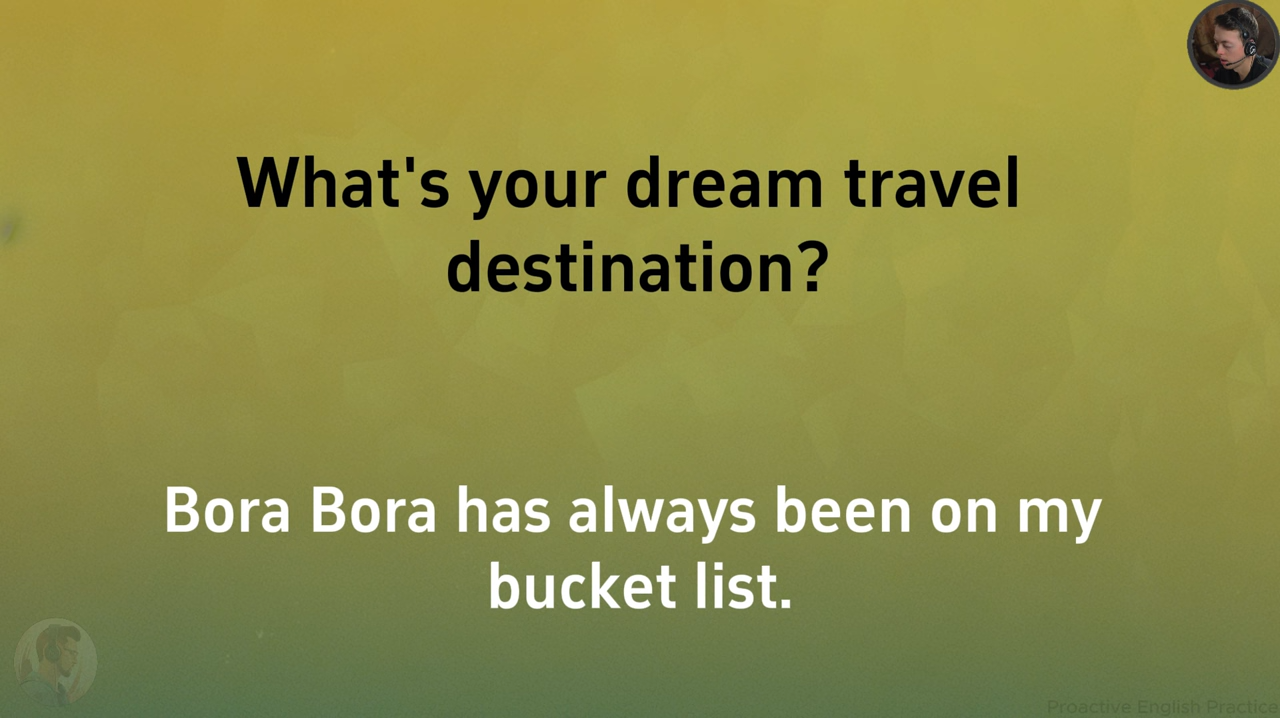 What's your dream travel
destination?
Bora Bora has always been on my
bucket list.
Proactive English Practice